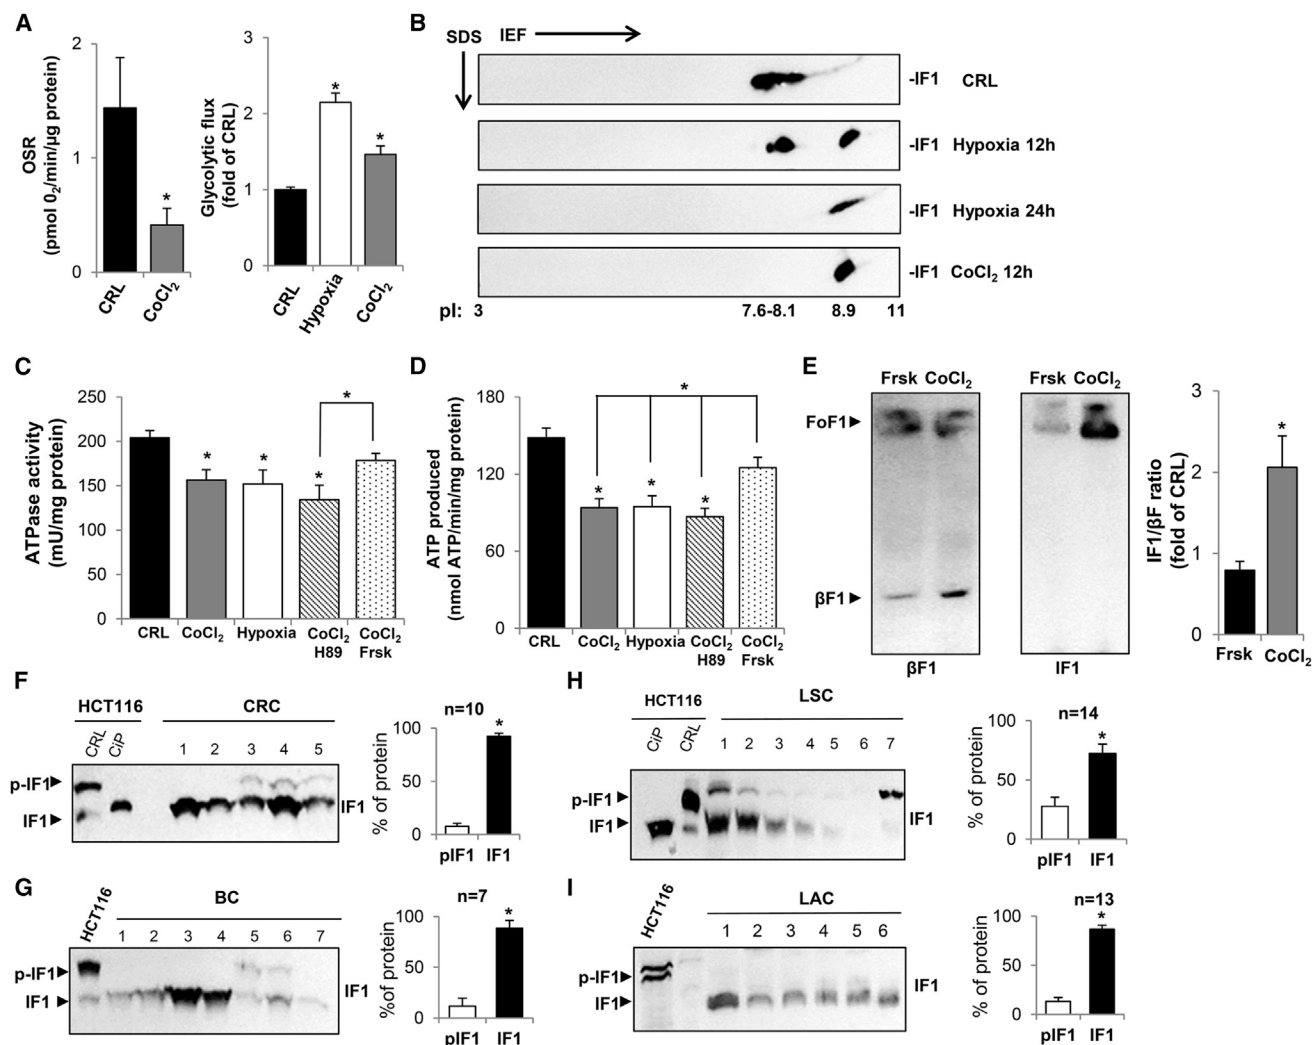 A
2
1
0
OSR
(pmol 0₂/min/µg protein)
*
CRL
CoCl₂
3
2
1
0
Glycolytic flux
(fold of CRL)
*
*
CRL
Hypoxia
CoCl₂
B
SDS
IEF
-IF1 CRL
-IF1 Hypoxia 12h
-IF1 Hypoxia 24h
-IF1 CoCl₂ 12h
pI: 3 7.6-8.1 8.9 11
C
250
200
150
100
50
0
ATPase activity
(mU/mg protein)
*
* * *
CRL CoCl₂ Hypoxia CoCl₂ H89 CoCl₂ Frsk
D
180
120
60
0
ATP produced
(nmol ATP/min/mg protein)
*
* * *
CRL CoCl₂ Hypoxia CoCl₂ H89 CoCl₂ Frsk
E
Frsk CoCl₂
FoF1
βF1
βF1
Frsk CoCl₂
IF1
3
2
1
0
IF1/βF ratio
(fold of CRL)
*
Frsk CoCl₂
F
HCT116 CRC
CRL CiP 1 2 3 4 5
p-IF1
IF1
IF1
n=10
100
50
0
% of protein
*
pIF1 IF1
H
HCT116 LSC
CiP CRL 1 2 3 4 5 6 7
p-IF1
IF1
IF1
n=14
100
50
0
% of protein
*
pIF1 IF1
G
HCT116
BC
1 2 3 4 5 6 7
p-IF1
IF1
IF1
n=7
100
50
0
%of protein
*
pIF1 IF1
I
HCT116
LAC
1 2 3 4 5 6
p-IF1
IF1
IF1
n=13
100
50
0
% of protein
*
pIF1 IF1